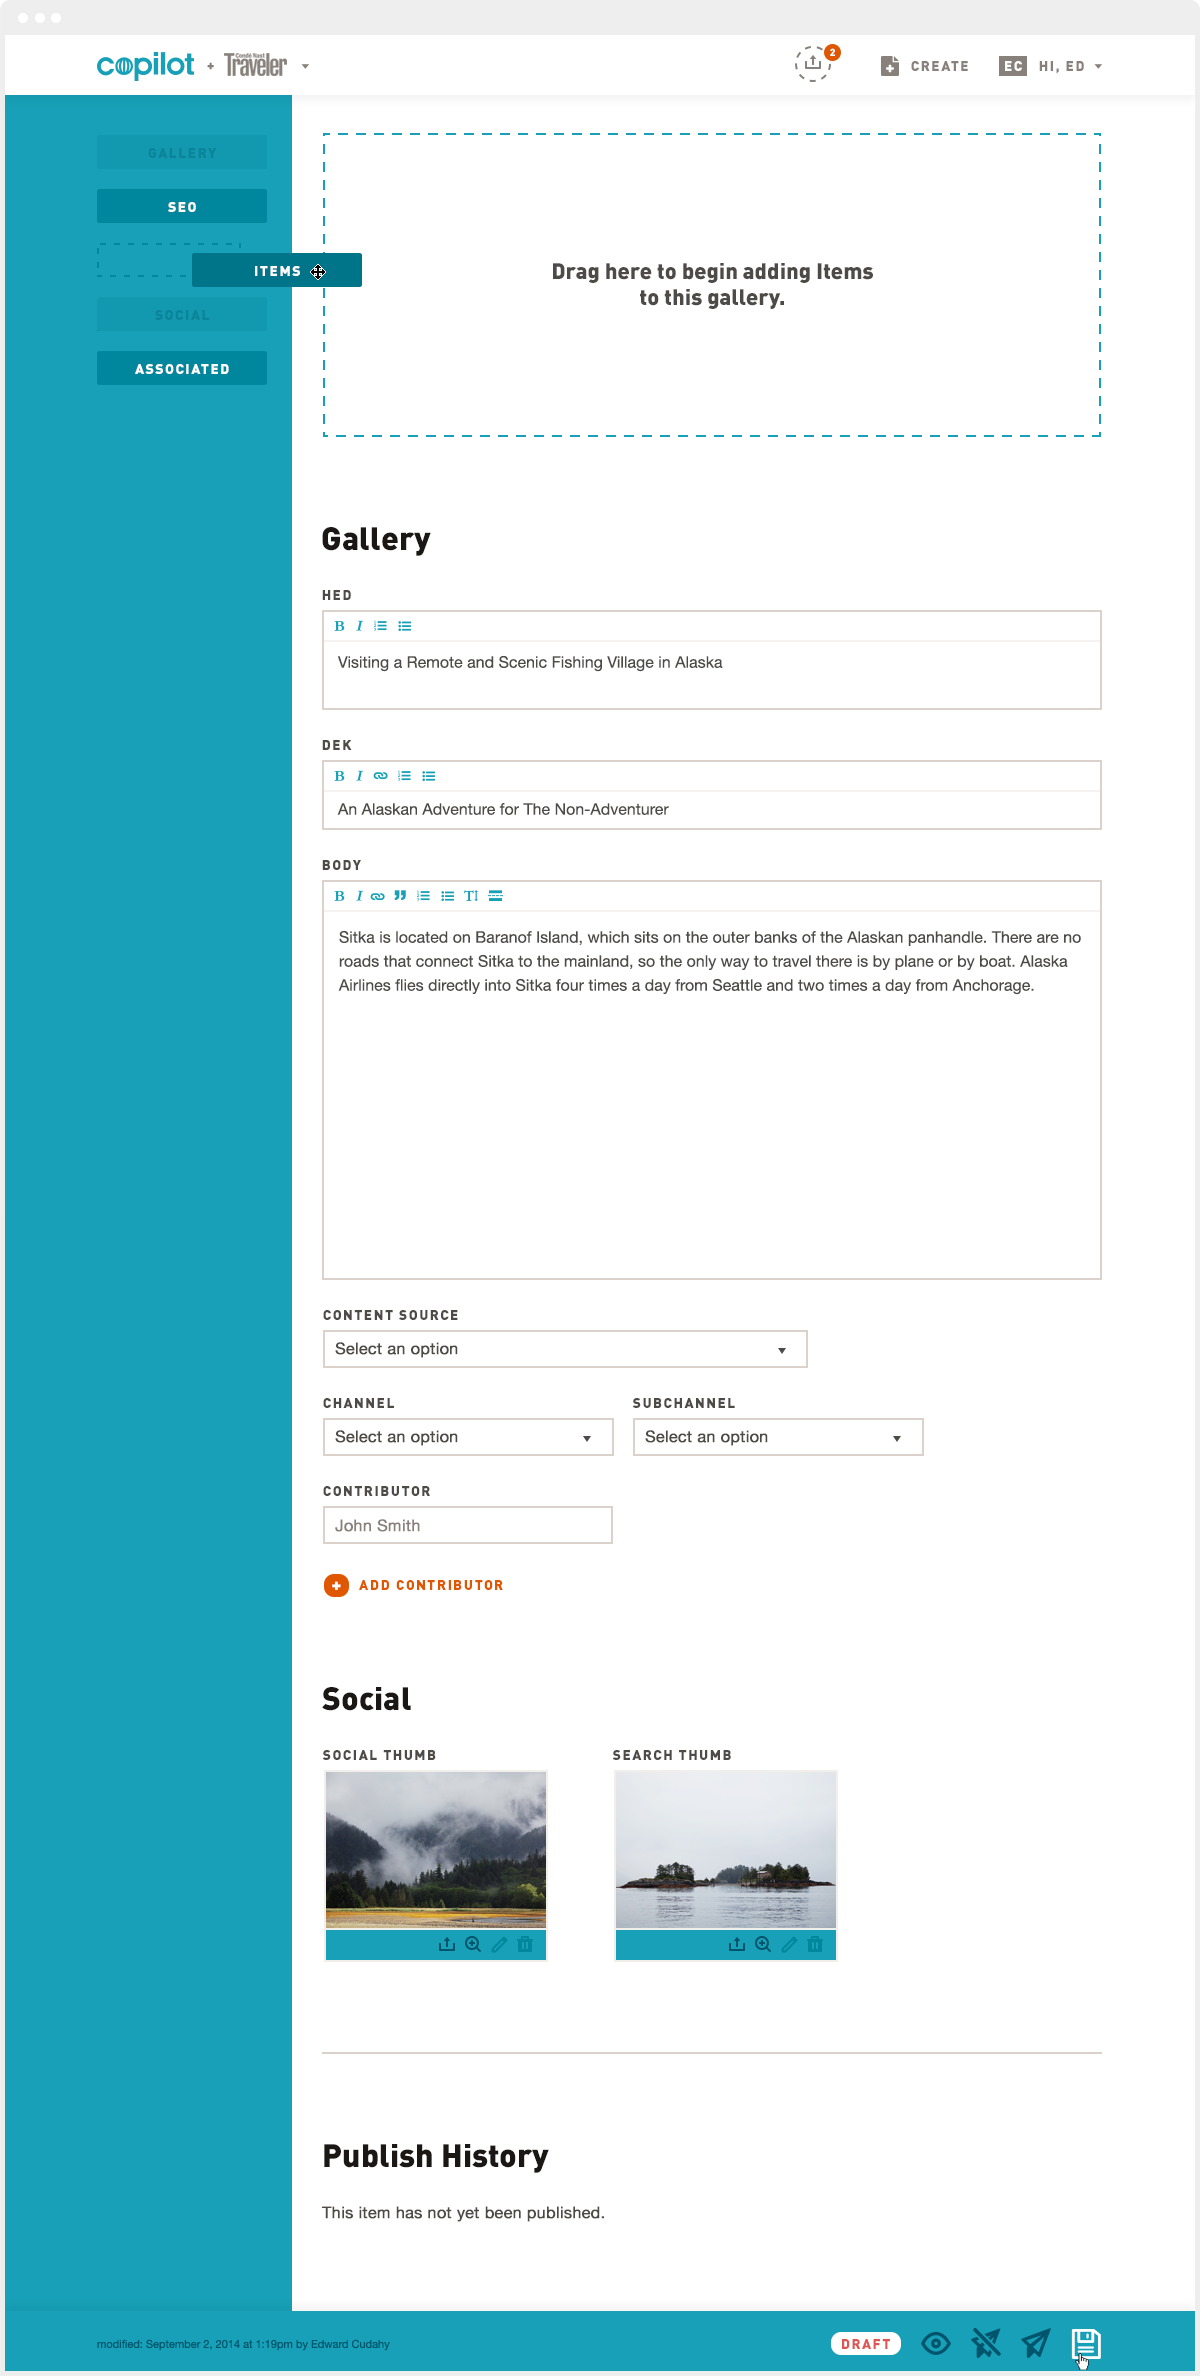 copilot + Condé Nast Traveler
2
CREATE
EC HI, ED
GALLERY
SEO
ITEMS
SOCIAL
ASSOCIATED
Drag here to begin adding Items
to this gallery.
Gallery
HED
B I
Visiting a Remote and Scenic Fishing Village in Alaska
DEK
B I
An Alaskan Adventure for The Non-Adventurer
BODY
B I TI
Sitka is located on Baranof Island, which sits on the outer banks of the Alaskan panhandle. There are no
roads that connect Sitka to the mainland, so the only way to travel there is by plane or by boat. Alaska
Airlines flies directly into Sitka four times a day from Seattle and two times a day from Anchorage.
CONTENT SOURCE
Select an option
CHANNEL SUBCHANNEL
Select an option Select an option
CONTRIBUTOR
John Smith
+ ADD CONTRIBUTOR
Social
SOCIAL THUMB SEARCH THUMB
Publish History
This item has not yet been published.
modified: September 2, 2014 at 1:19pm by Edward Cudahy
DRAFT